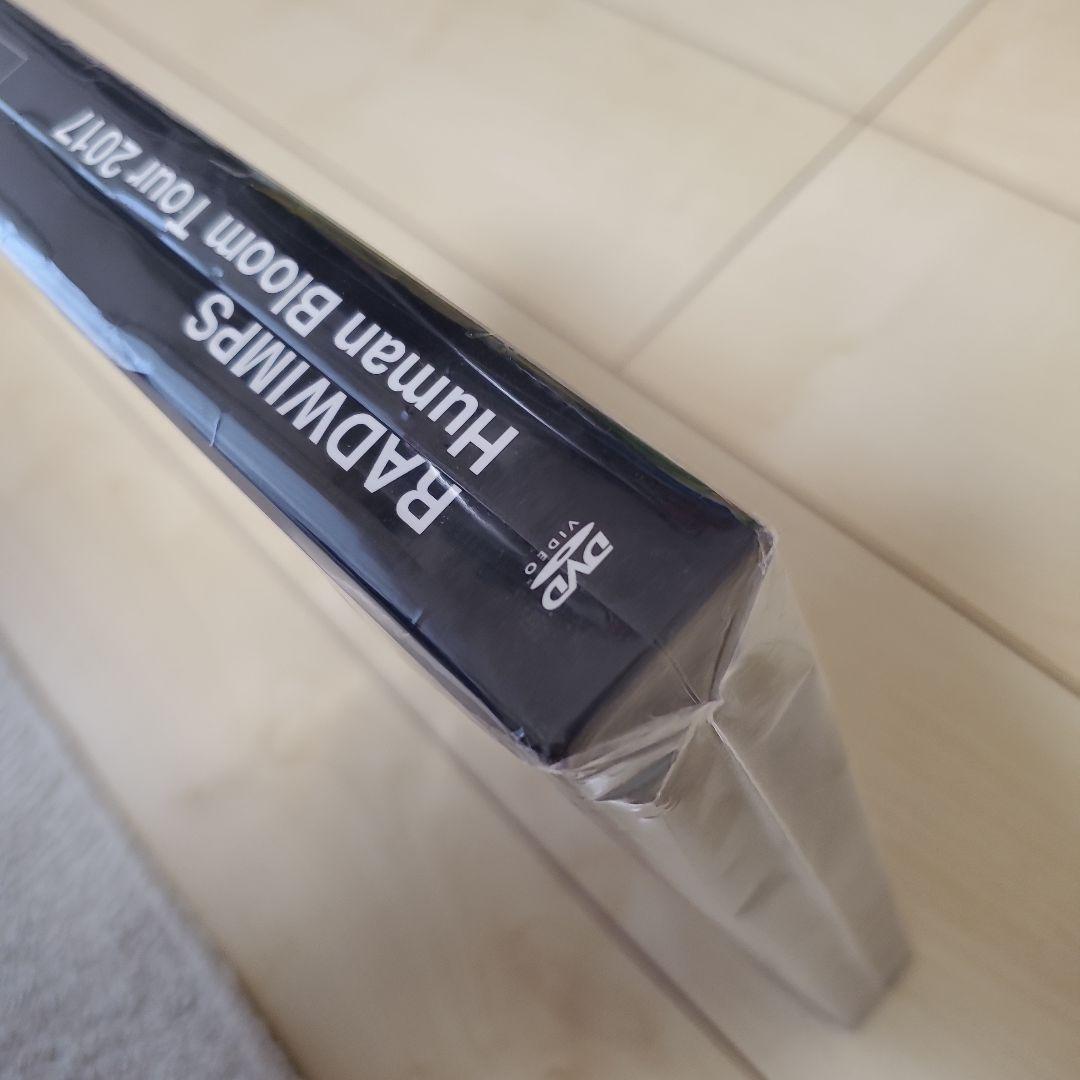 DVD
VIDEO
RADWIMPS
Human Bloom Tour 2017